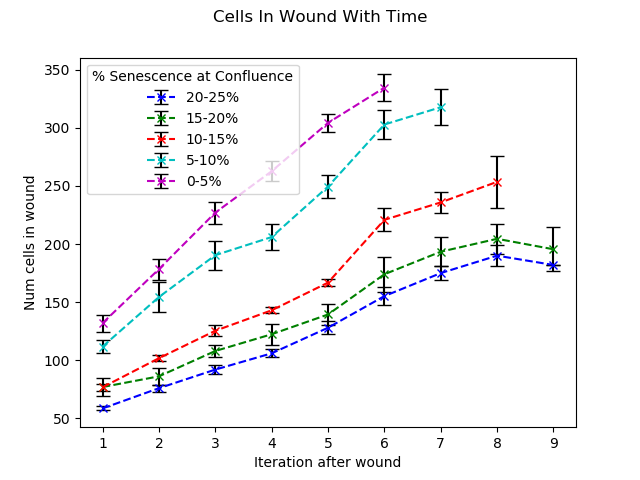 Cells In Wound With Time
% Senescence at Confluence
20-25%
15-20%
10-15%
5-10%
0-5%
Num cells in wound
350
300
250
200
150
100
50
1 2 3 4 5 6 7 8 9
Iteration after wound